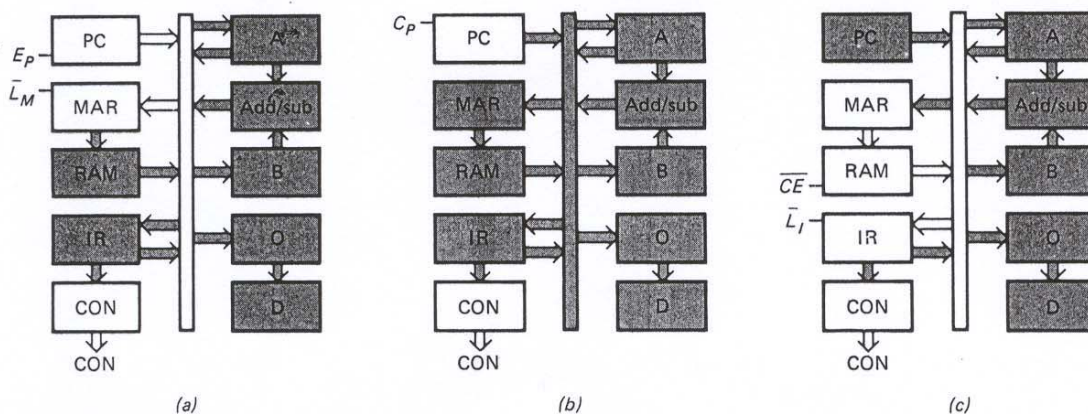 PC
A
E_P
L̄_M
MAR
Add/sub
RAM
B
IR
O
CON
D
CON
(a)
C_P
PC
A
MAR
Add/sub
RAM
B
IR
O
CON
D
CON
(b)
PC
A
MAR
Add/sub
C̅E̅
RAM
B
L̄_I
IR
O
CON
D
CON
(c)